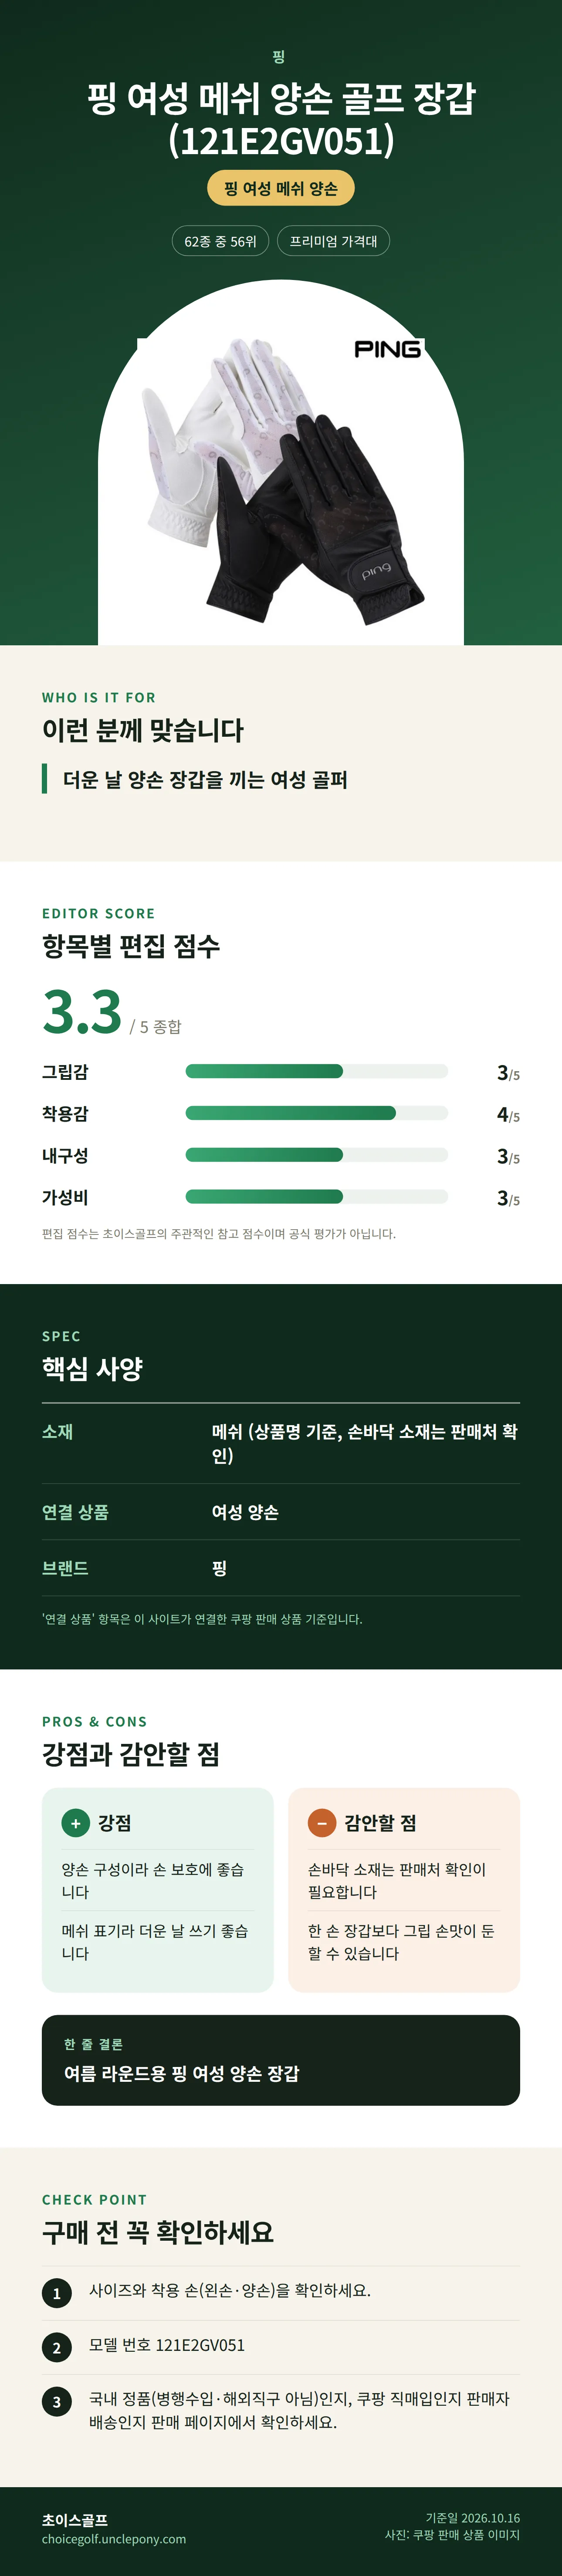 핑
핑 여성 메쉬 양손 골프 장갑
(121E2GV051)
핑 여성 메쉬 양손
62종 중 56위
프리미엄 가격대
PING
ping
WHO IS IT FOR
이런 분께 맞습니다
더운 날 양손 장갑을 끼는 여성 골퍼
EDITOR SCORE
항목별 편집 점수
3.3 / 5 종합
그립감 3/5
착용감 4/5
내구성 3/5
가성비 3/5
편집 점수는 초이스골프의 주관적인 참고 점수이며 공식 평가가 아닙니다.
SPEC
핵심 사양
소재 메쉬 (상품명 기준, 손바닥 소재는 판매처 확
인)
연결 상품 여성 양손
브랜드 핑
'연결 상품' 항목은 이 사이트가 연결한 쿠팡 판매 상품 기준입니다.
PROS & CONS
강점과 감안할 점
+ 강점
양손 구성이라 손 보호에 좋습
니다
메쉬 표기라 더운 날 쓰기 좋습
니다
− 감안할 점
손바닥 소재는 판매처 확인이
필요합니다
한 손 장갑보다 그립 손맛이 둔
할 수 있습니다
한 줄 결론
여름 라운드용 핑 여성 양손 장갑
CHECK POINT
구매 전 꼭 확인하세요
1 사이즈와 착용 손(왼손·양손)을 확인하세요.
2 모델 번호 121E2GV051
3 국내 정품(병행수입·해외직구 아님)인지, 쿠팡 직매입인지 판매자
배송인지 판매 페이지에서 확인하세요.
초이스골프
choicegolf.unclepony.com
기준일 2026.10.16
사진: 쿠팡 판매 상품 이미지